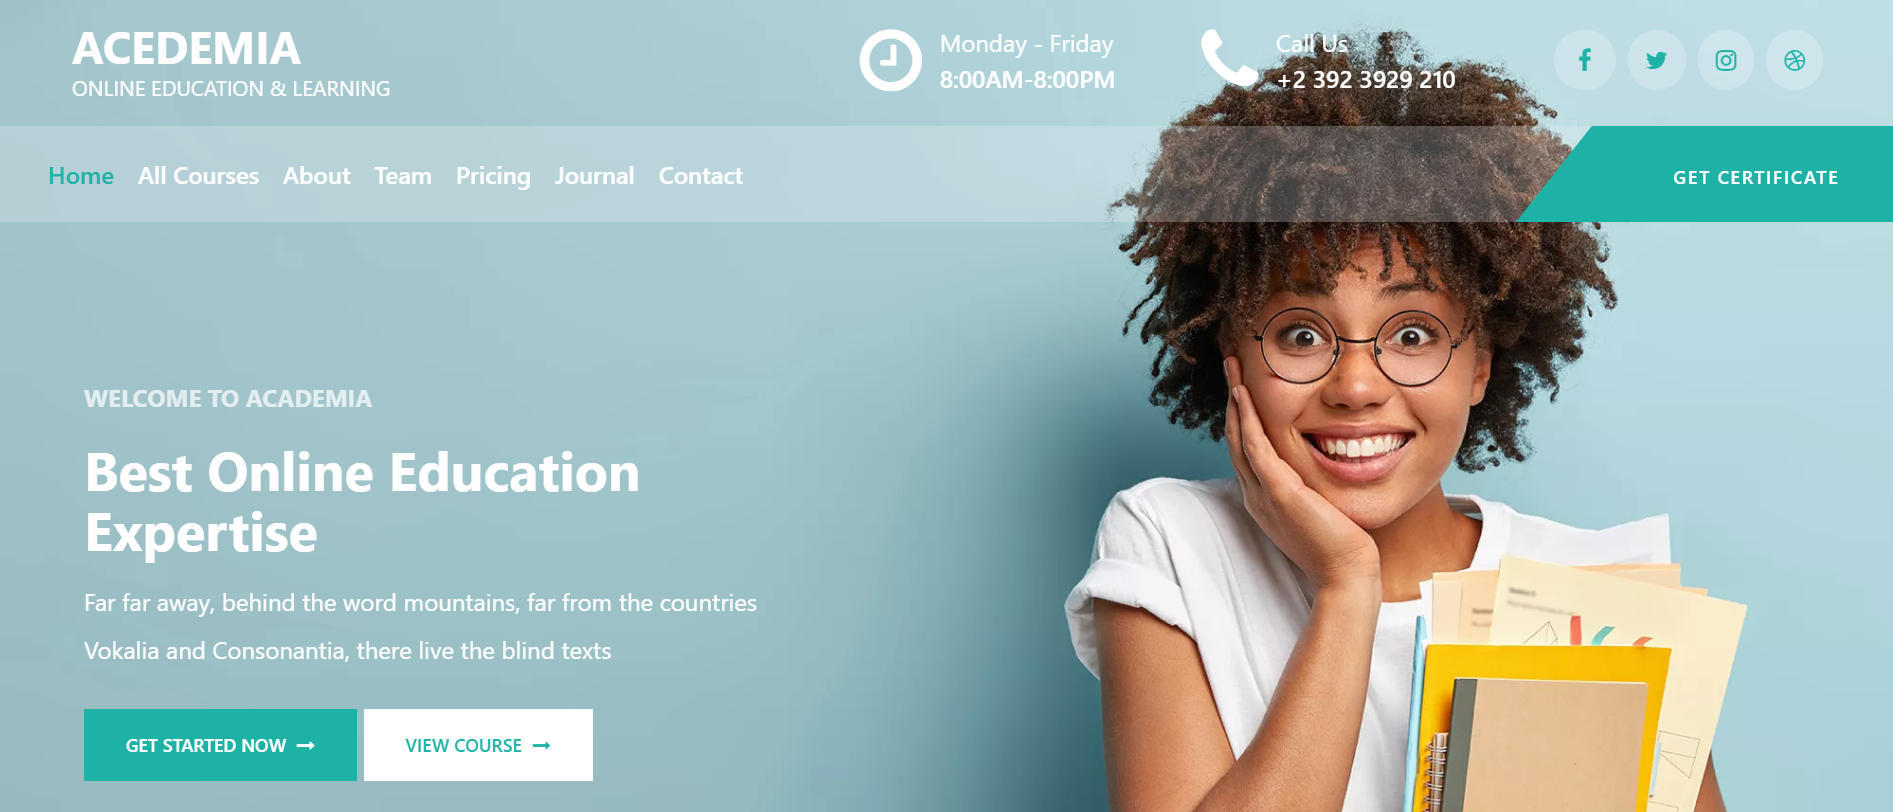 ACEDEMIA
ONLINE EDUCATION & LEARNING
Monday - Friday
8:00AM-8:00PM
Call Us
+2 392 3929 210
Home All Courses About Team Pricing Journal Contact
GET CERTIFICATE
WELCOME TO ACADEMIA
Best Online Education
Expertise
Far far away, behind the word mountains, far from the countries
Vokalia and Consonantia, there live the blind texts
GET STARTED NOW
VIEW COURSE